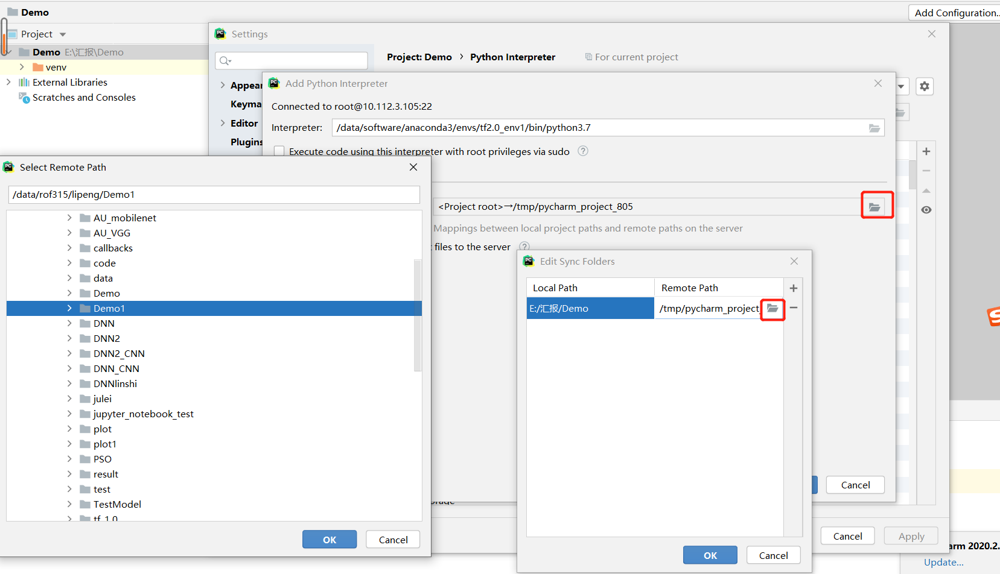 Demo
Add Configuration..
Project
Settings
Demo E:\汇报\Demo
venv
External Libraries
Scratches and Consoles
Project: Demo › Python Interpreter
For current project
Appear
Keyma
Editor
Plugins
Add Python Interpreter
Connected to root@10.112.3.105:22
Interpreter: /data/software/anaconda3/envs/tf2.0_env1/bin/python3.7
Execute code using this interpreter with root privileges via sudo ?
Select Remote Path
/data/rof315/lipeng/Demo1
AU_mobilenet
AU_VGG
callbacks
code
data
Demo
Demo1
DNN
DNN2
DNN2_CNN
DNN_CNN
DNNlinshi
julei
jupyter_notebook_test
plot
plot1
PSO
result
test
TestModel
tf_1.0
OK
Cancel
<Project root>→/tmp/pycharm_project_805
Mappings between local project paths and remote paths on the server
files to the server ?
Edit Sync Folders
Local Path Remote Path
E:/汇报/Demo /tmp/pycharm_project_
OK
Cancel
Cancel
Cancel
Apply
arm 2020.2.
Update...